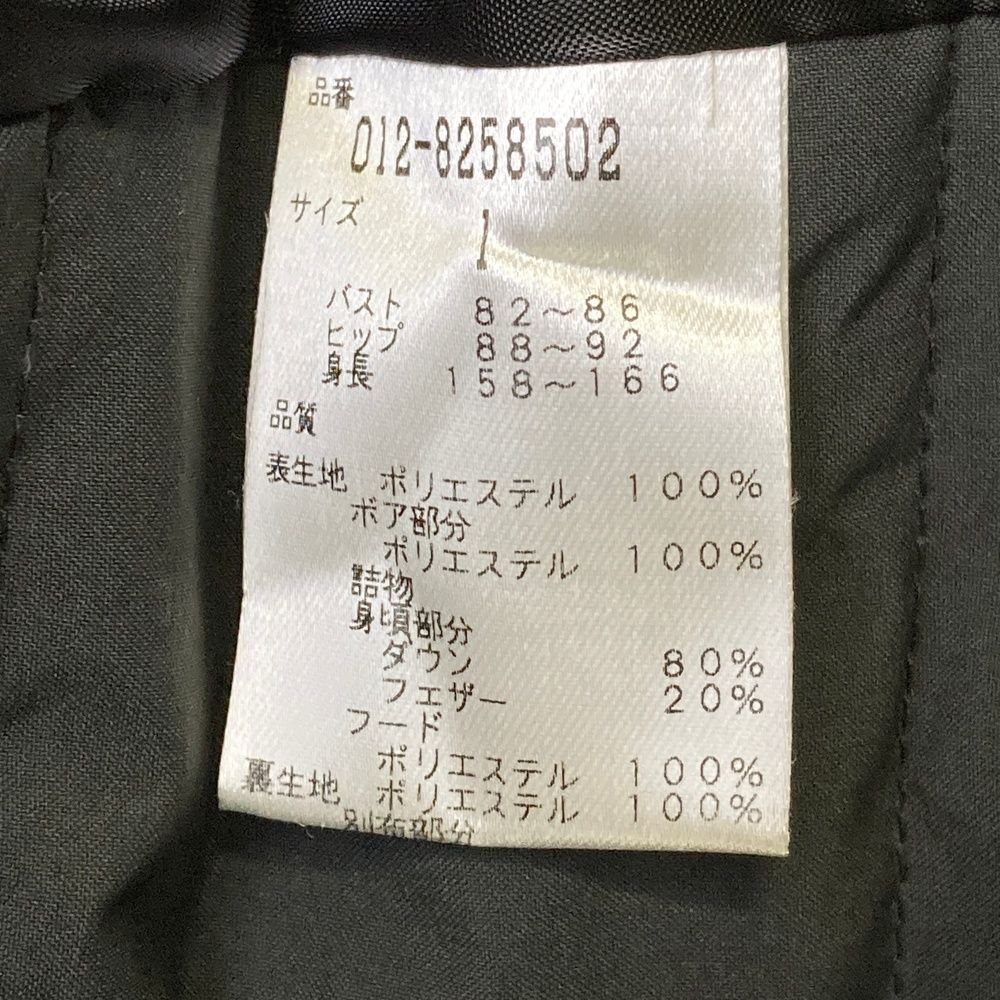 品番
012-8258502
サイズ 1
バスト 82～86
ヒップ 88～92
身長 158～166
品質
表生地 ポリエステル 100%
ボア部分
ポリエステル 100%
詰物
身頃部分
ダウン 80%
フェザー 20%
フード
ポリエステル 100%
裏生地 ポリエステル 100%
別布部分